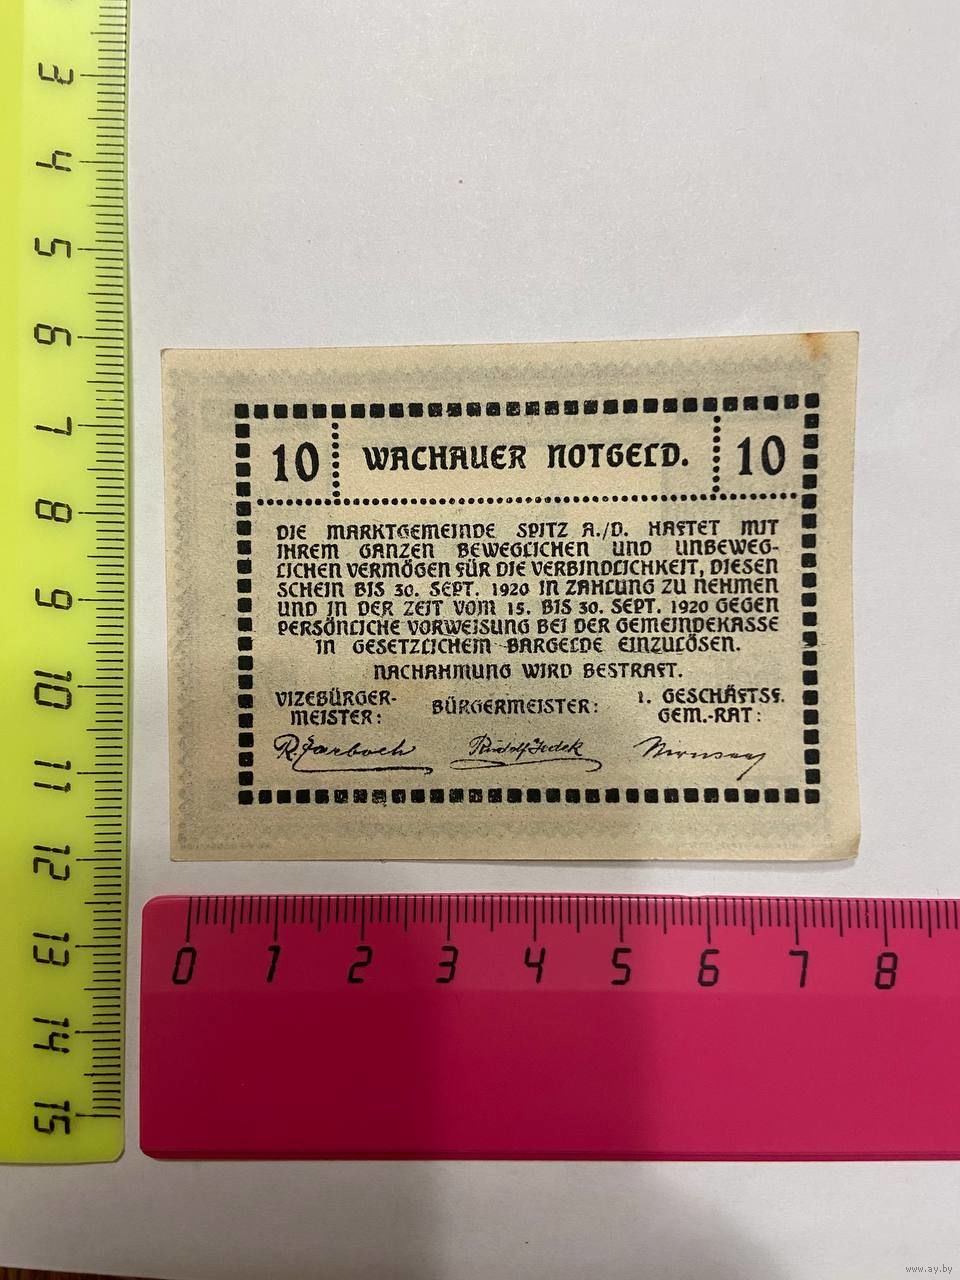 10 WACHAUER NOTGELD. 10
DIE MARKTGEMEINDE SPITZ A./D. HAFTET MIT
IHREM GANZEN BEWEGLICHEN UND UNBEWEG-
LICHEN VERMÖGEN FÜR DIE VERBINDLICHKEIT, DIESEN
SCHEIN BIS 30. SEPT. 1920 IN ZAHLUNG ZU NEHMEN
UND IN DER ZEIT VOM 15. BIS 30. SEPT. 1920 GEGEN
PERSÖNLICHE VORWEISUNG BEI DER GEMEINDEKASSE
IN GESETZLICHEM BARGELDE EINZULÖSEN.
NACHAHMUNG WIRD BESTRAFT.
VIZEBÜRGER-
MEISTER:
BÜRGERMEISTER:
1. GESCHÄFTSF.
GEM.-RAT:
Rudolf
3
4
5
6
7
8
9
10
11
12
13
14
15
0 1 2 3 4 5 6 7 8
www.ay.by